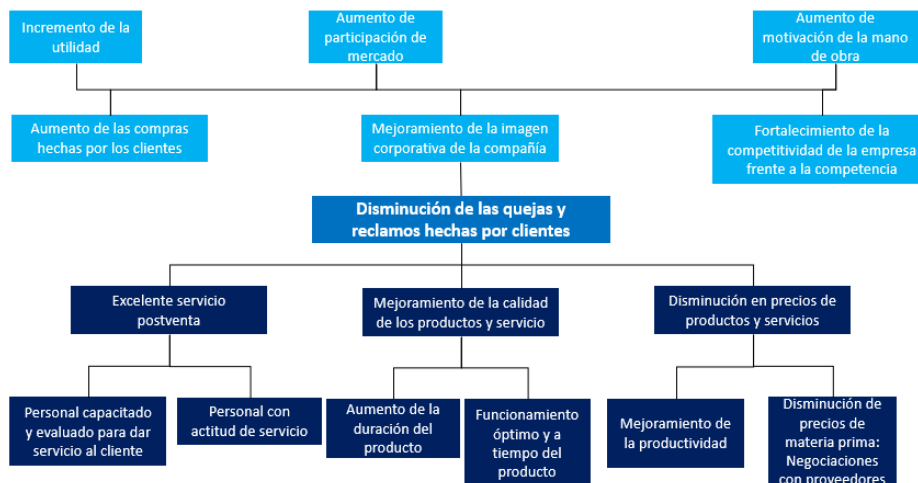 Incremento de la
utilidad
Aumento de
participación de
mercado
Aumento de
motivación de la mano
de obra
Aumento de las compras
hechas por los clientes
Mejoramiento de la imagen
corporativa de la compañía
Fortalecimiento de la
competitividad de la empresa
frente a la competencia
Disminución de las quejas y
reclamos hechas por clientes
Excelente servicio
postventa
Mejoramiento de la calidad
de los productos y servicio
Disminución en precios de
productos y servicios
Personal capacitado
y evaluado para dar
servicio al cliente
Personal con
actitud de servicio
Aumento de la
duración del
producto
Funcionamiento
óptimo y a
tiempo del
producto
Mejoramiento de
la productividad
Disminución de
precios de
materia prima:
Negociaciones
con proveedores